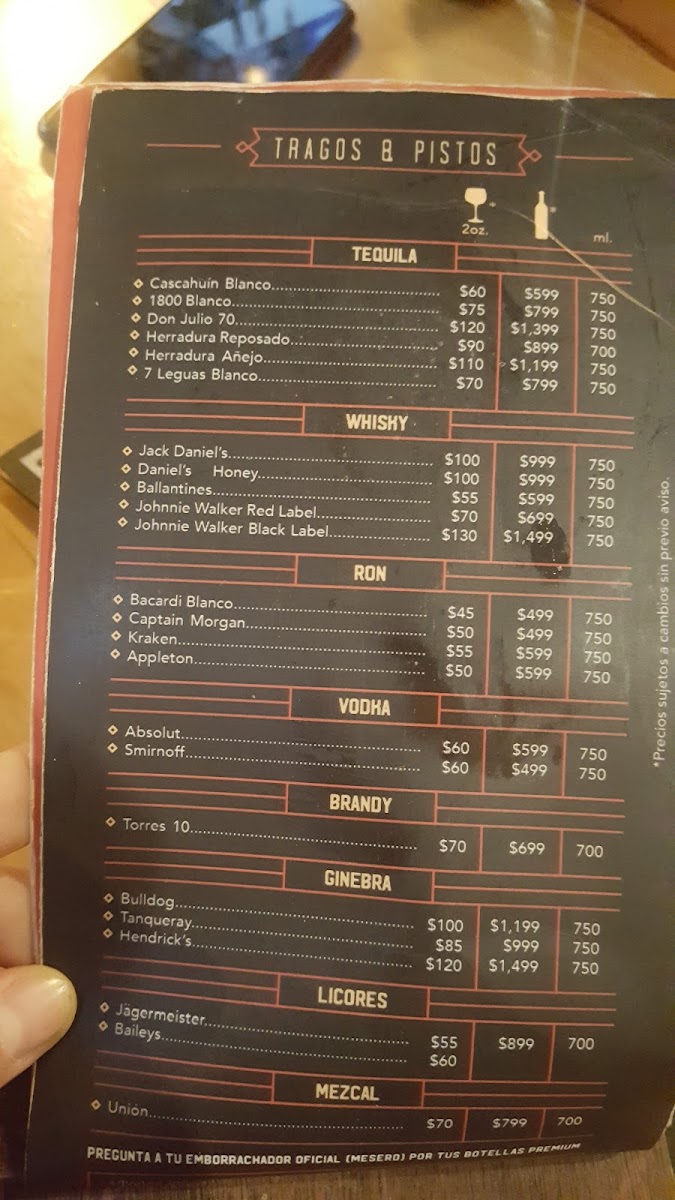 TRAGOS & PISTOS
2oz. ml.
TEQUILA
Cascahuín Blanco $60 $599 750
1800 Blanco $75 $799 750
Don Julio 70 $120 $1,399 750
Herradura Reposado $90 $899 700
Herradura Añejo $110 $1,199 750
7 Leguas Blanco $70 $799 750
WHISKY
Jack Daniel's $100 $999 750
Daniel's Honey $100 $999 750
Ballantines $55 $599 750
Johnnie Walker Red Label $70 $699 750
Johnnie Walker Black Label $130 $1,499 750
RON
Bacardi Blanco $45 $499 750
Captain Morgan $50 $499 750
Kraken $55 $599 750
Appleton $50 $599 750
VODKA
Absolut $60 $599 750
Smirnoff $60 $499 750
BRANDY
Torres 10 $70 $699 700
GINEBRA
Bulldog $100 $1,199 750
Tanqueray $85 $999 750
Hendrick's $120 $1,499 750
LICORES
Jägermeister $55 $899 700
Baileys $60
MEZCAL
Unión $70 $799 700
PREGUNTA A TU EMBORRACHADOR OFICIAL (MESERO) POR TUS BOTELLAS PREMIUM
*Precios sujetos a cambios sin previo aviso.